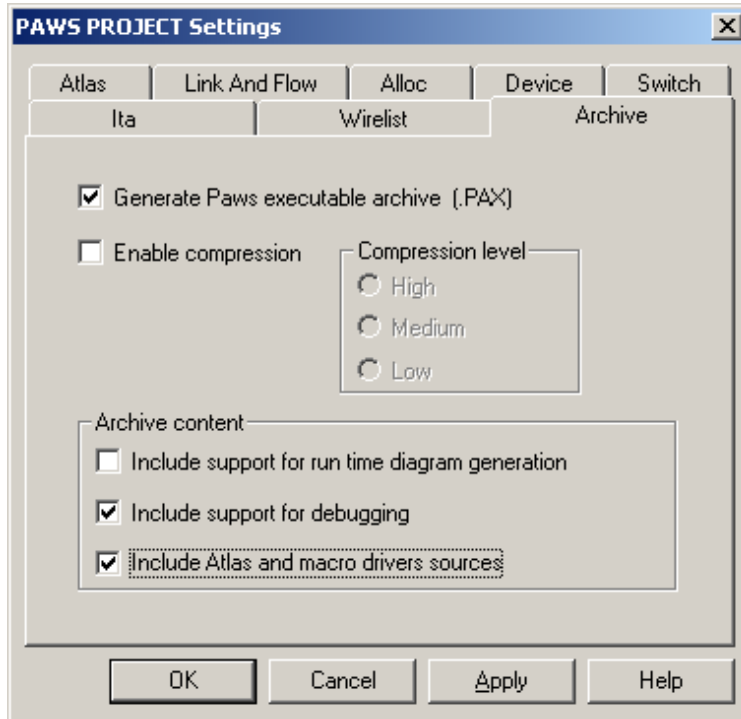 PAWS PROJECT Settings
Atlas Link And Flow Alloc Device Switch
Ita Wirelist Archive
Generate Paws executable archive (.PAX)
Enable compression
Compression level
High
Medium
Low
Archive content
Include support for run time diagram generation
Include support for debugging
Include Atlas and macro drivers sources
OK Cancel Apply Help